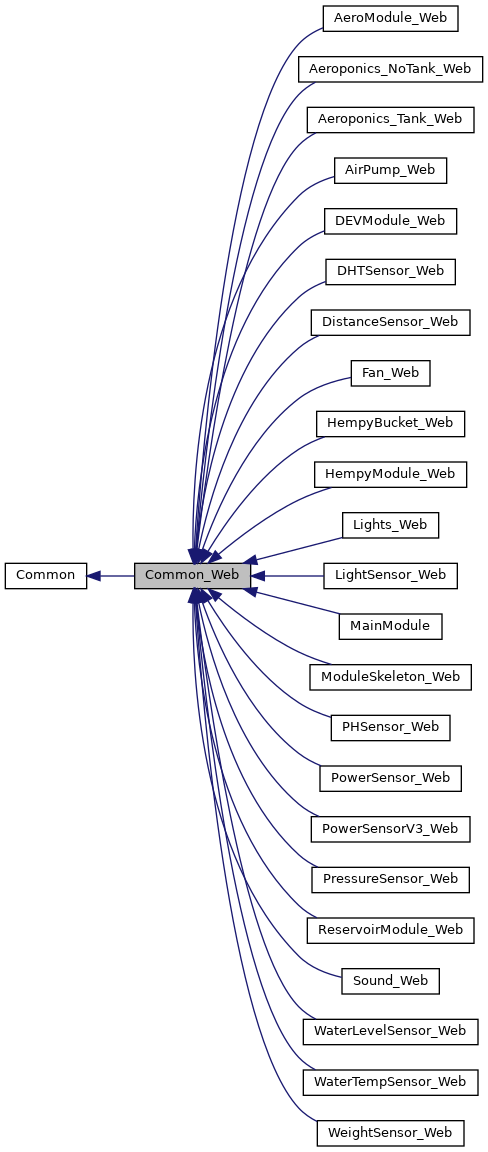 AeroModule_Web
Aeroponics_NoTank_Web
Aeroponics_Tank_Web
AirPump_Web
DEVModule_Web
DHTSensor_Web
DistanceSensor_Web
Fan_Web
HempyBucket_Web
HempyModule_Web
Lights_Web
Common
Common_Web
LightSensor_Web
MainModule
ModuleSkeleton_Web
PHSensor_Web
PowerSensor_Web
PowerSensorV3_Web
PressureSensor_Web
ReservoirModule_Web
Sound_Web
WaterLevelSensor_Web
WaterTempSensor_Web
WeightSensor_Web